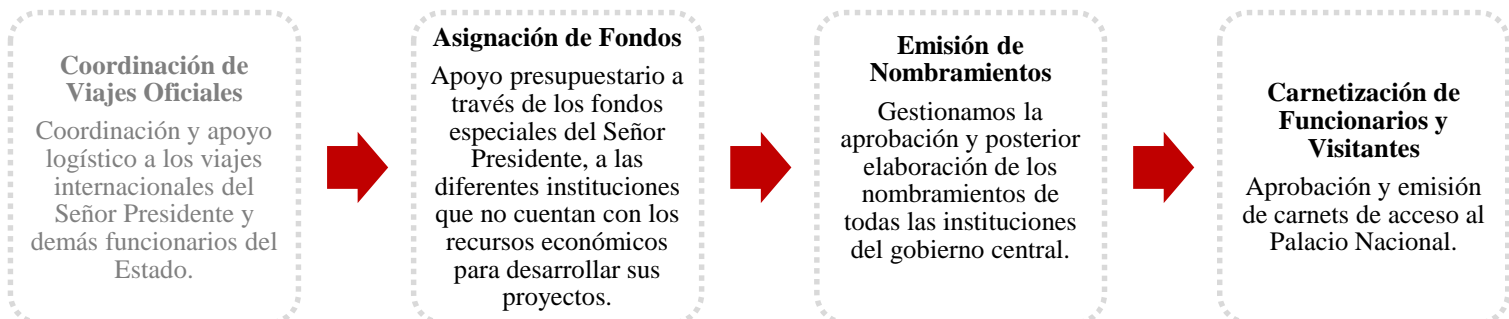 Coordinación de
Viajes Oficiales
Coordinación y apoyo
logístico a los viajes
internacionales del
Señor Presidente y
demás funcionarios del
Estado.
Asignación de Fondos
Apoyo presupuestario a
través de los fondos
especiales del Señor
Presidente, a las
diferentes instituciones
que no cuentan con los
recursos económicos
para desarrollar sus
proyectos.
Emisión de
Nombramientos
Gestionamos la
aprobación y posterior
elaboración de los
nombramientos de
todas las instituciones
del gobierno central.
Carnetización de
Funcionarios y
Visitantes
Aprobación y emisión
de carnets de acceso al
Palacio Nacional.